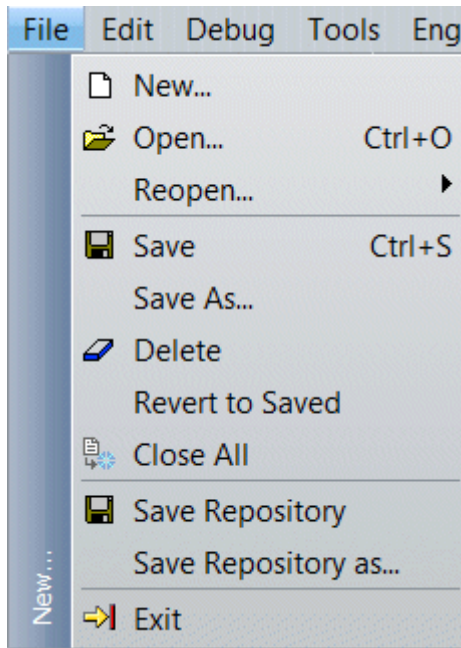 File Edit Debug Tools Eng
New...
Open... Ctrl+O
Reopen...
Save Ctrl+S
Save As...
Delete
Revert to Saved
Close All
Save Repository
Save Repository as...
Exit
New...